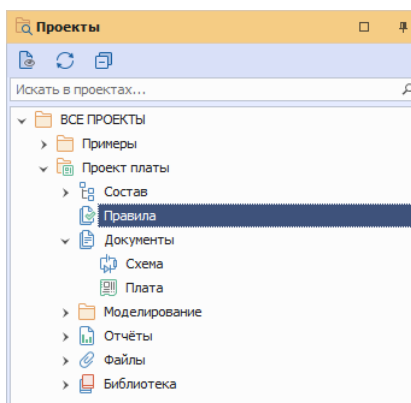 Проекты
Искать в проектах...
ВСЕ ПРОЕКТЫ
Примеры
Проект платы
Состав
Правила
Документы
Схема
Плата
Моделирование
Отчёты
Файлы
Библиотека